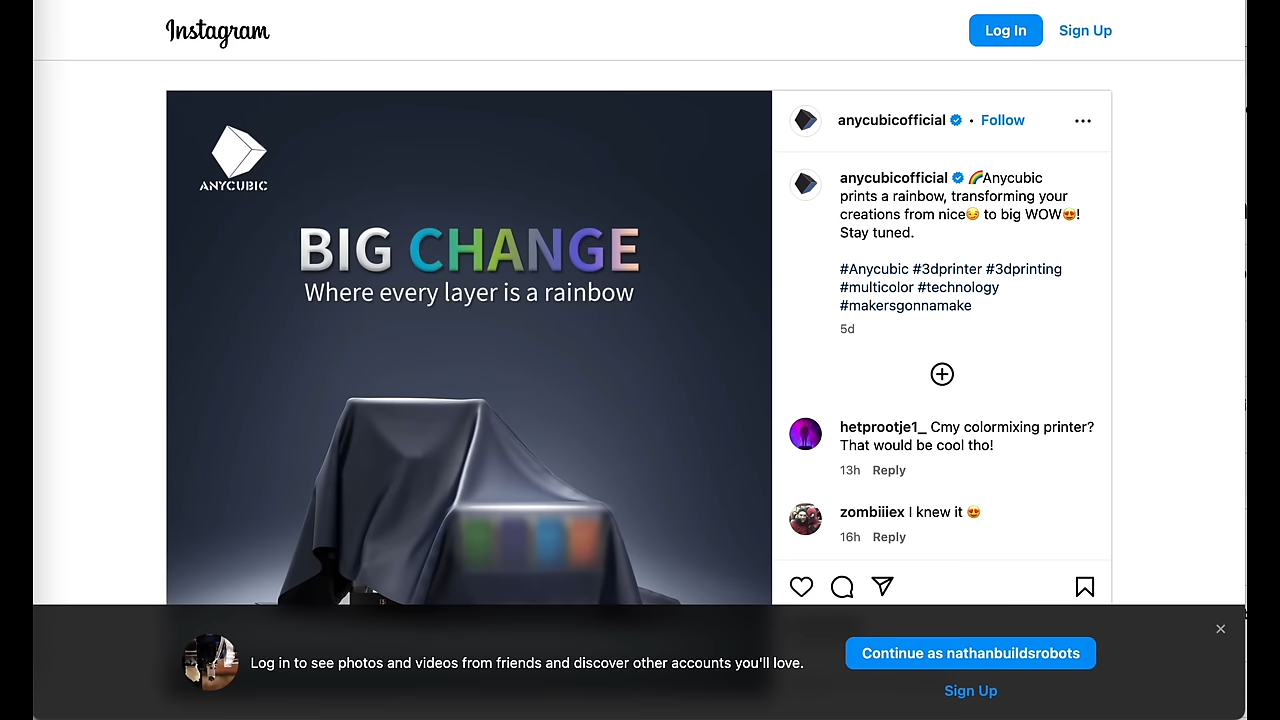 Instagram
Log In
Sign Up
ANYCUBIC
BIG CHANGE
Where every layer is a rainbow
anycubicofficial • Follow
anycubicofficial 🌈Anycubic
prints a rainbow, transforming your
creations from nice😏 to big WOW😍!
Stay tuned.
#Anycubic #3dprinter #3dprinting
#multicolor #technology
#makersgonnamake
5d
hetprootje1_ Cmy colormixing printer?
That would be cool tho!
13h Reply
zombiiiex I knew it 😍
16h Reply
Log in to see photos and videos from friends and discover other accounts you'll love.
Continue as nathanbuildsrobots
Sign Up